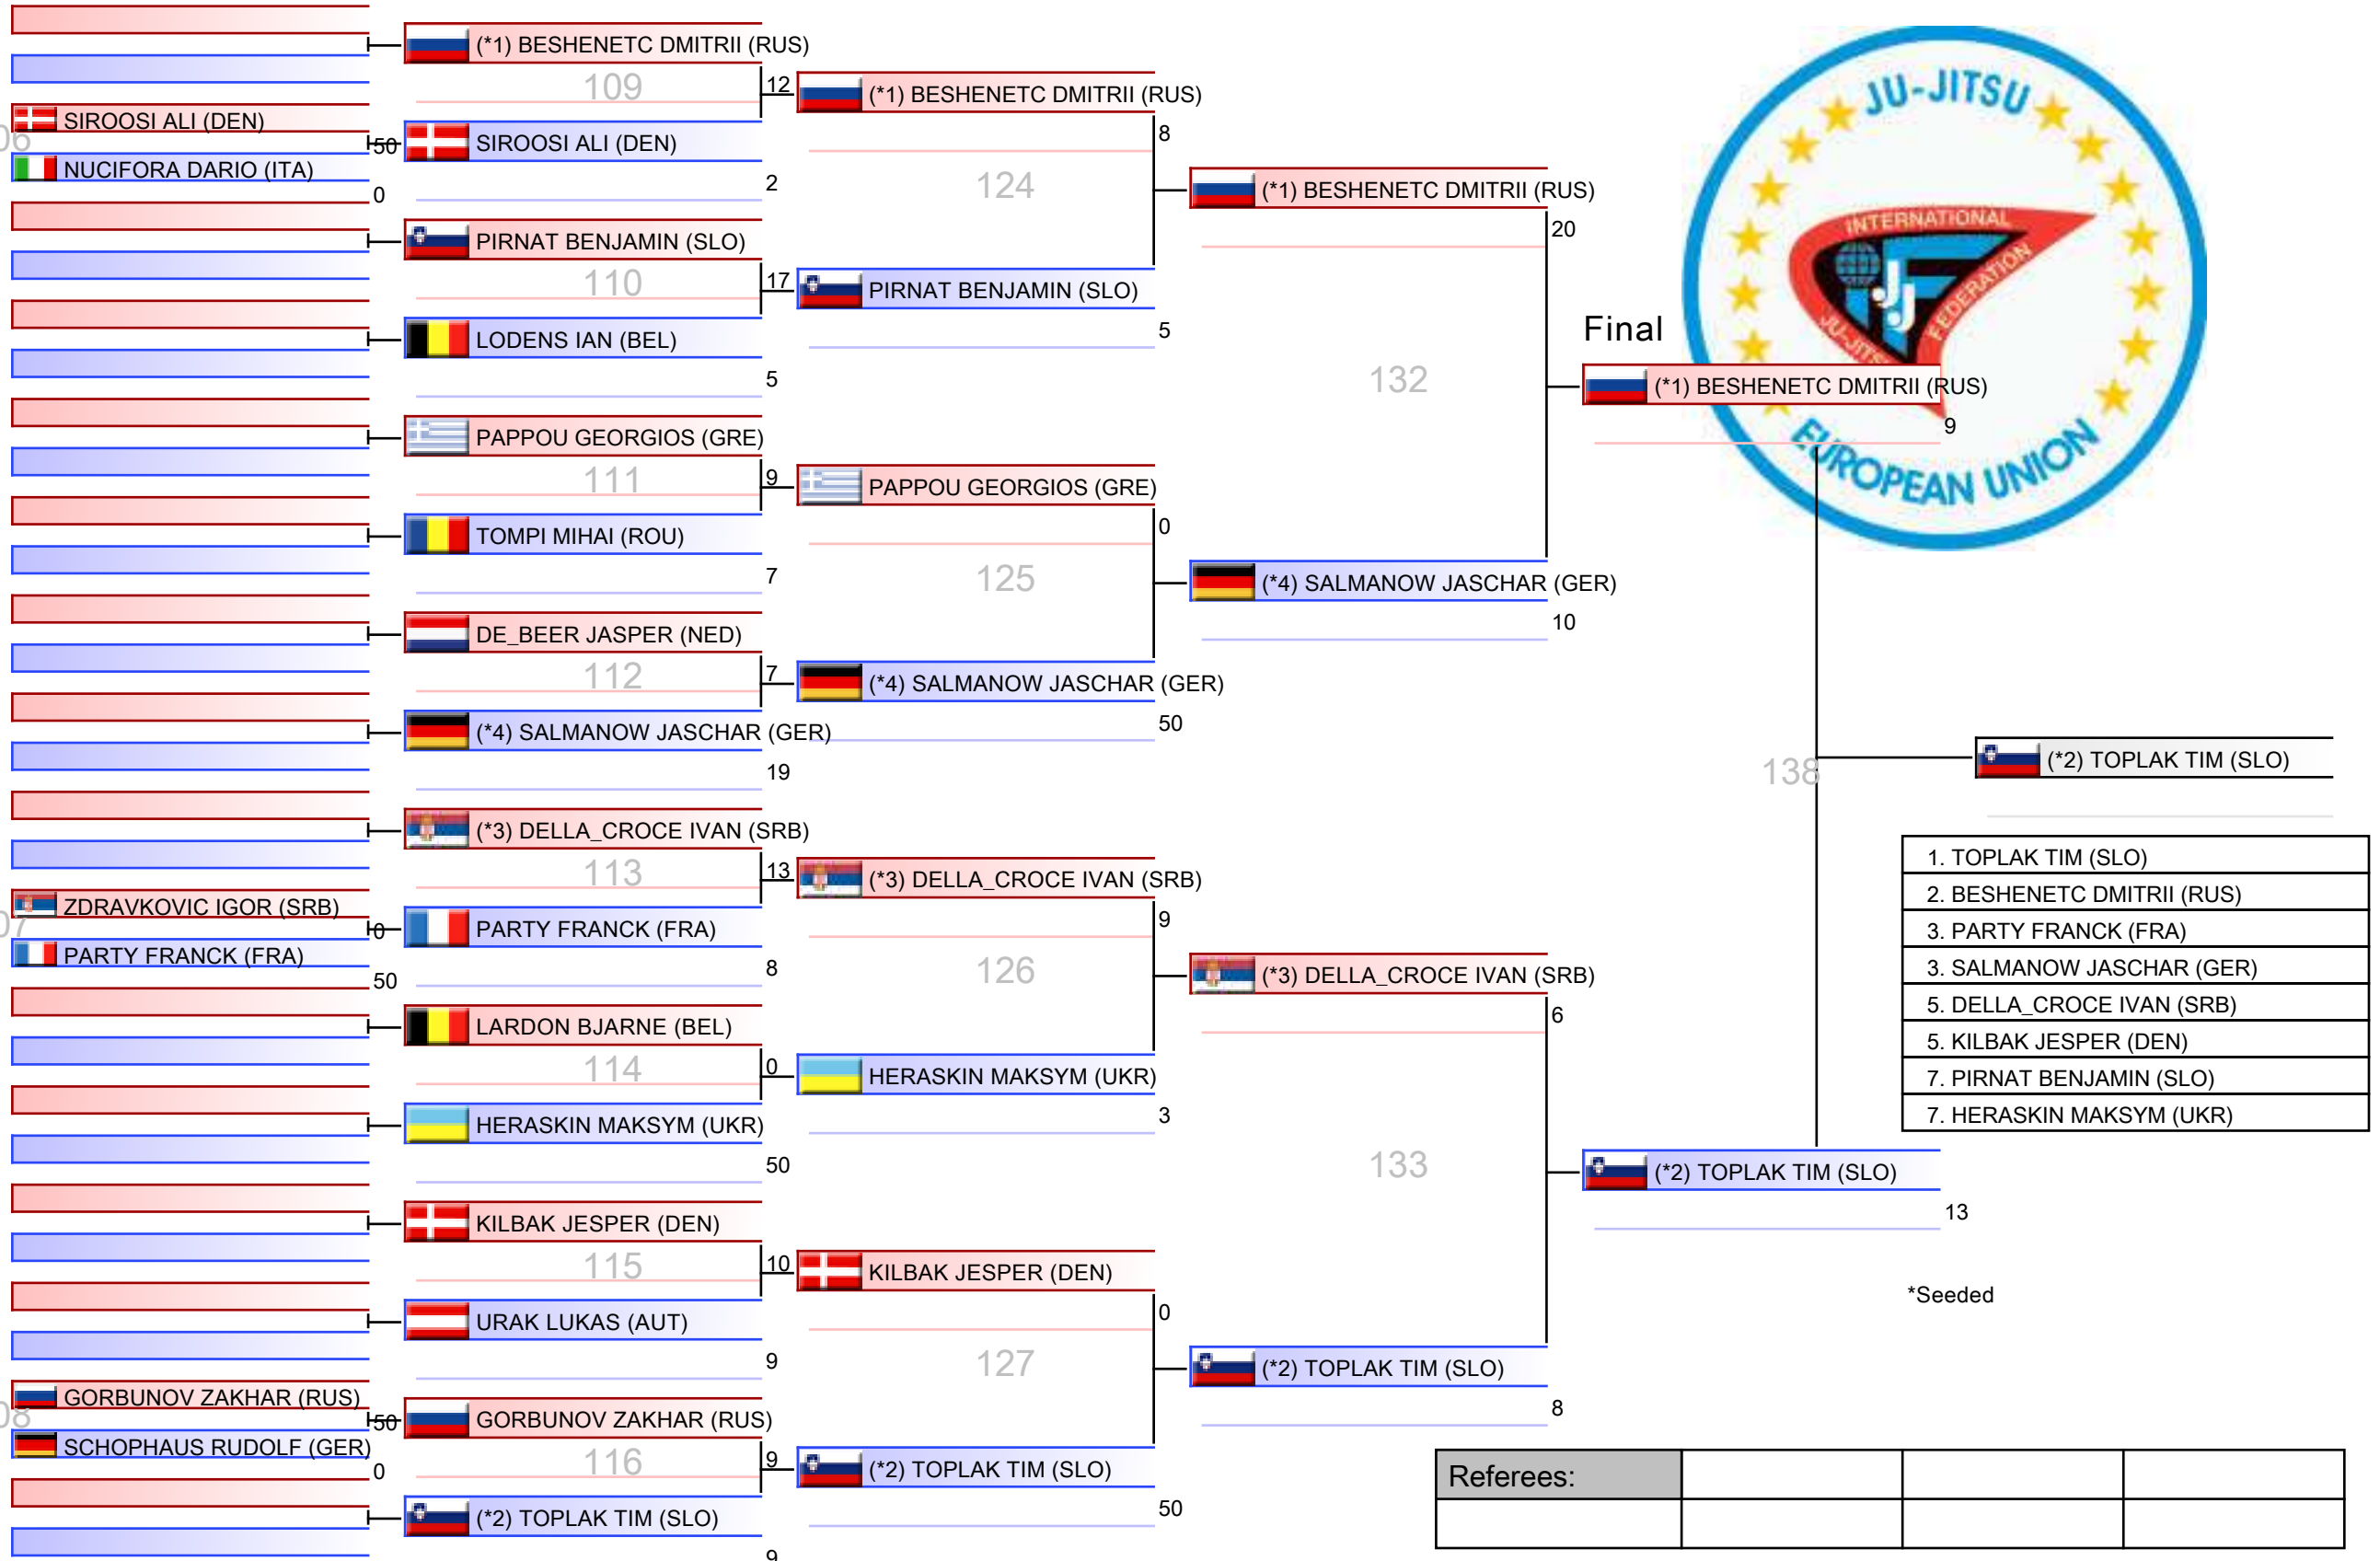 SIROOSI ALI (DEN)
50
NUCIFORA DARIO (ITA)
0
ZDRAVKOVIC IGOR (SRB)
0
PARTY FRANCK (FRA)
50
GORBUNOV ZAKHAR (RUS)
50
SCHOPHAUS RUDOLF (GER)
0
(*1) BESHENETC DMITRII (RUS)
109
12
SIROOSI ALI (DEN)
2
PIRNAT BENJAMIN (SLO)
110
17
LODENS IAN (BEL)
5
PAPPOU GEORGIOS (GRE)
111
9
TOMPI MIHAI (ROU)
7
DE_BEER JASPER (NED)
112
7
(*4) SALMANOW JASCHAR (GER)
19
(*3) DELLA_CROCE IVAN (SRB)
113
13
PARTY FRANCK (FRA)
8
LARDON BJARNE (BEL)
114
0
HERASKIN MAKSYM (UKR)
50
KILBAK JESPER (DEN)
115
10
URAK LUKAS (AUT)
9
GORBUNOV ZAKHAR (RUS)
116
9
(*2) TOPLAK TIM (SLO)
9
(*1) BESHENETC DMITRII (RUS)
8
124
PIRNAT BENJAMIN (SLO)
5
PAPPOU GEORGIOS (GRE)
0
125
(*4) SALMANOW JASCHAR (GER)
50
(*3) DELLA_CROCE IVAN (SRB)
9
126
HERASKIN MAKSYM (UKR)
3
KILBAK JESPER (DEN)
0
127
(*2) TOPLAK TIM (SLO)
50
(*1) BESHENETC DMITRII (RUS)
20
132
(*4) SALMANOW JASCHAR (GER)
10
(*3) DELLA_CROCE IVAN (SRB)
6
133
(*2) TOPLAK TIM (SLO)
8
JU-JITSU
INTERNATIONAL
FEDERATION
EUROPEAN UNION
Final
(*1) BESHENETC DMITRII (RUS)
9
138
(*2) TOPLAK TIM (SLO)
13
(*2) TOPLAK TIM (SLO)
1. TOPLAK TIM (SLO)
2. BESHENETC DMITRII (RUS)
3. PARTY FRANCK (FRA)
3. SALMANOW JASCHAR (GER)
5. DELLA_CROCE IVAN (SRB)
5. KILBAK JESPER (DEN)
7. PIRNAT BENJAMIN (SLO)
7. HERASKIN MAKSYM (UKR)
*Seeded
Referees: